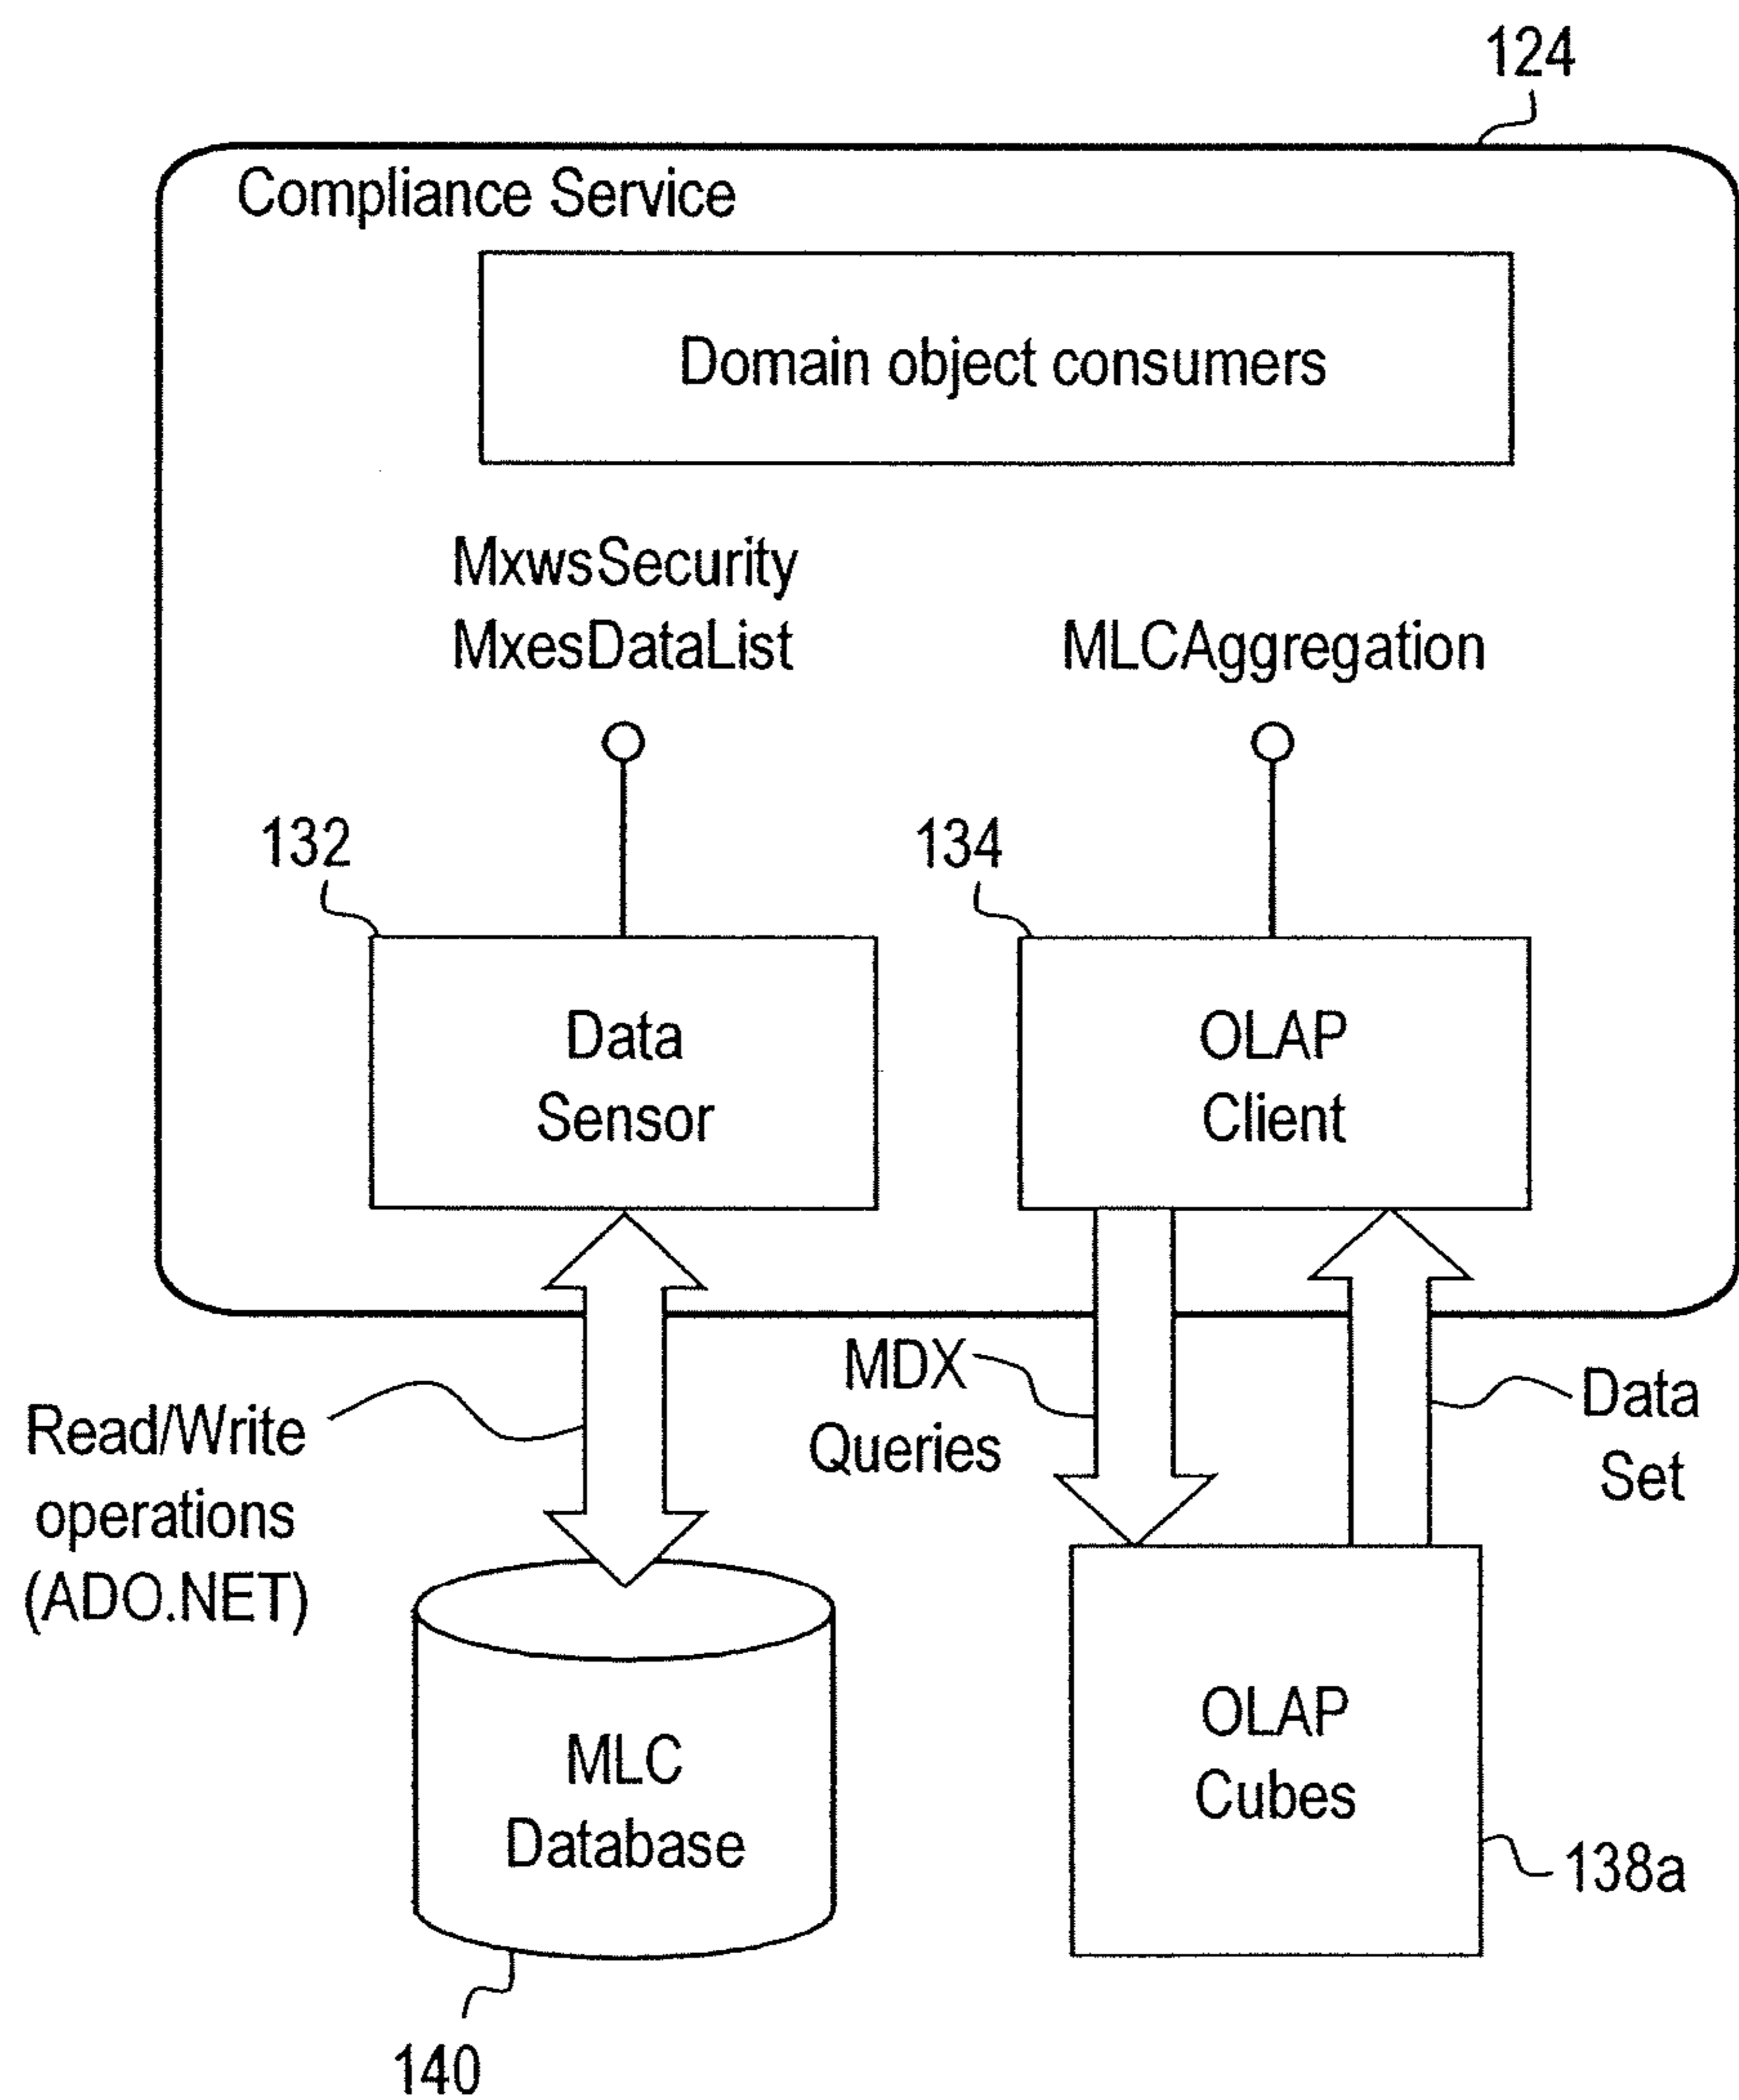 124
Compliance Service
Domain object consumers
MxwsSecurity
MxesDataList
MLCAggregation
132
134
Data
Sensor
OLAP
Client
Read/Write
operations
(ADO.NET)
MDX
Queries
Data
Set
MLC
Database
OLAP
Cubes
138a
140